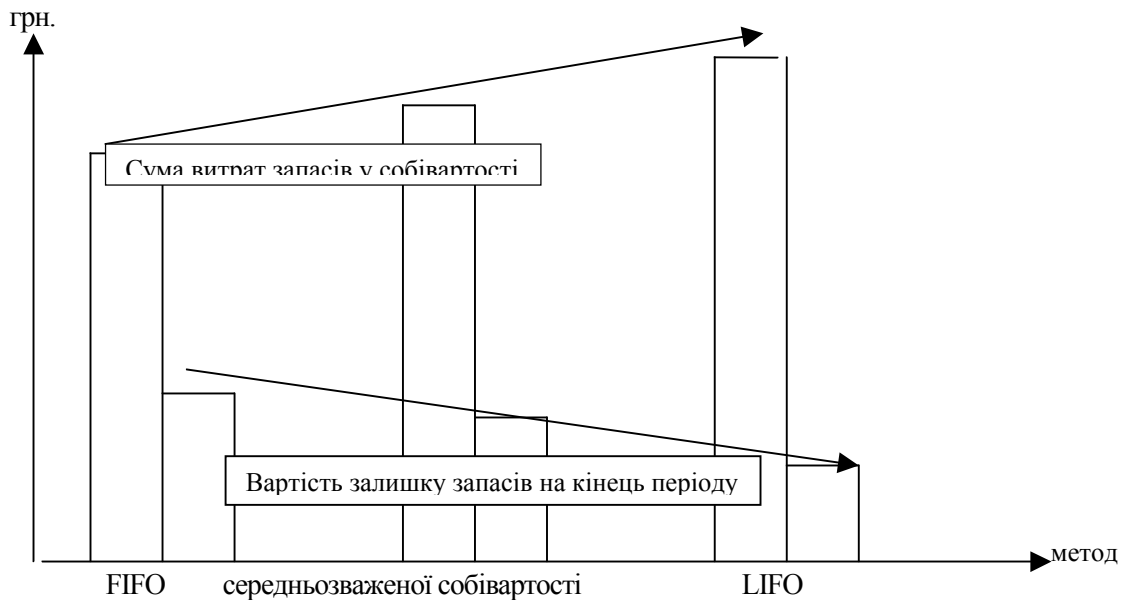 грн.
Сума витрат запасів у собівартості
Вартість залишку запасів на кінець періоду
метод
FIFO середньозваженої собівартості LIFO